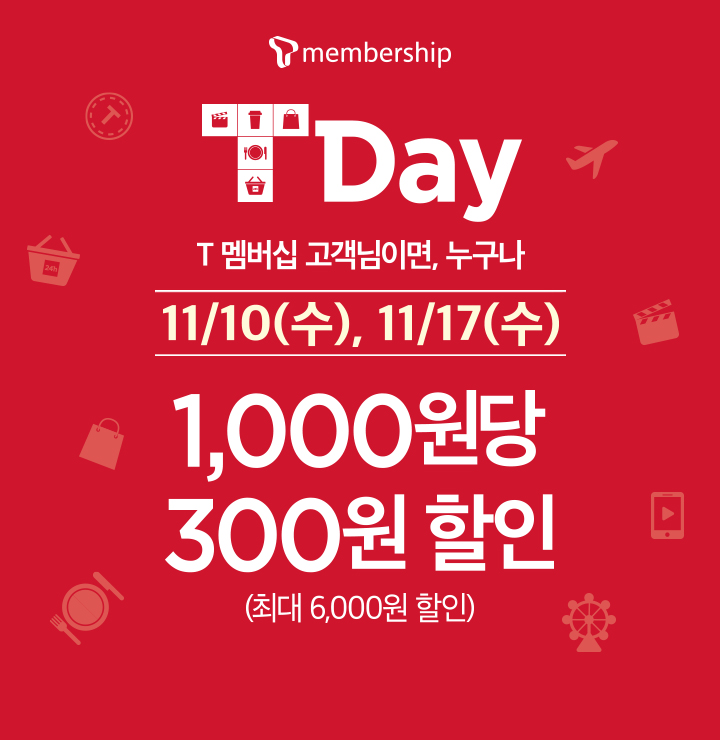 T membership
T Day
T 멤버십 고객님이면, 누구나
11/10(수), 11/17(수)
24h
1,000원당
300원 할인
(최대 6,000원 할인)